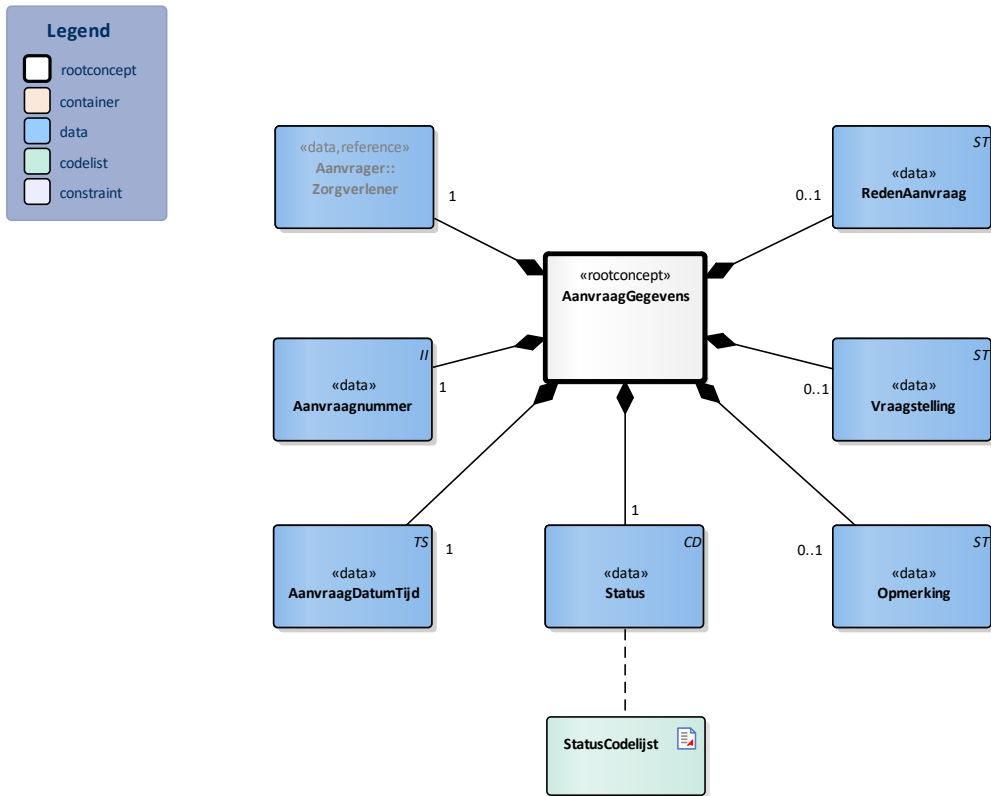 Legend
rootconcept
container
data
codelist
constraint
«data,reference»
Aanvrager::
Zorgverlener
1
ST
«data»
RedenAanvraag
0..1
«rootconcept»
AanvraagGegevens
II
«data»
Aanvraagnummer
1
ST
«data»
Vraagstelling
0..1
TS
«data»
AanvraagDatumTijd
1
CD
«data»
Status
1
ST
«data»
Opmerking
0..1
StatusCodelijst